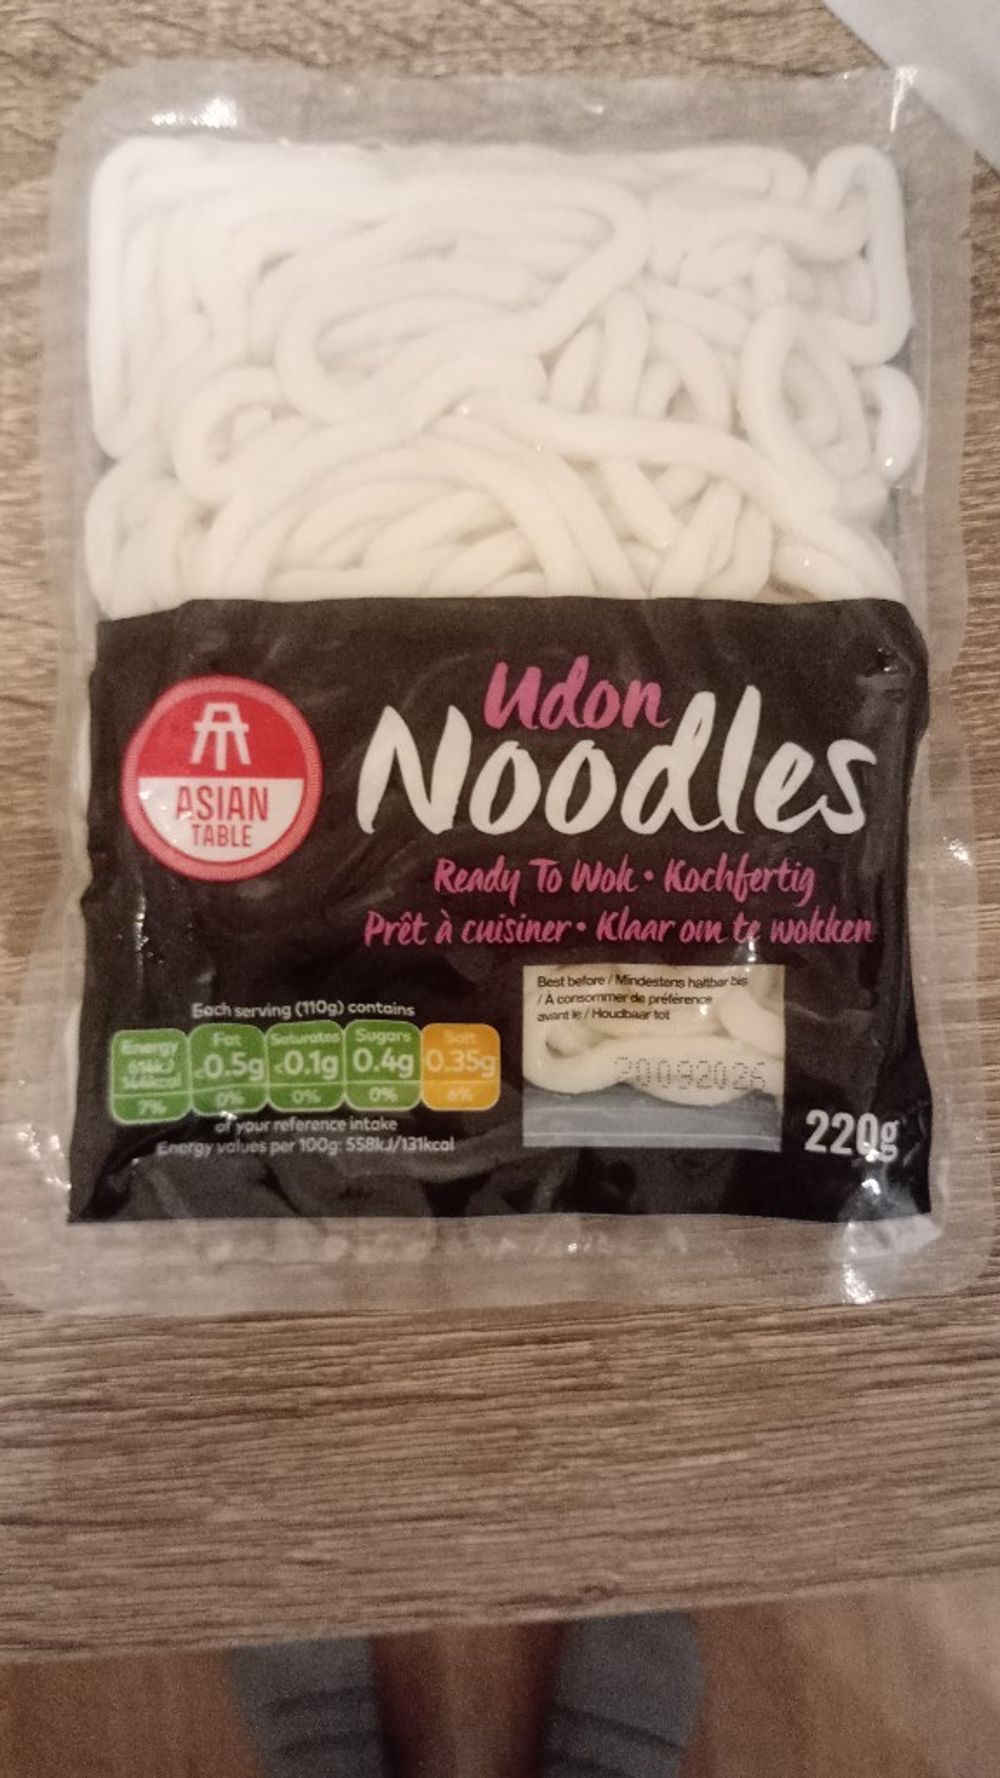 Udon
Noodles
ASIAN
TABLE
Ready To Wok • Kochfertig
Prêt à cuisiner • Klaar om te wokken
Best before / Mindestens haltbar bis
/ À consommer de préférence
avant le / Houdbaar tot
20092026
Each serving (110g) contains
Energy Fat Saturates Sugars Salt
<0.5g <0.1g 0.4g 0.35g
7% 0% 0% 0% 6%
of your reference intake
Energy values per 100g: 558kJ/131kcal
220g